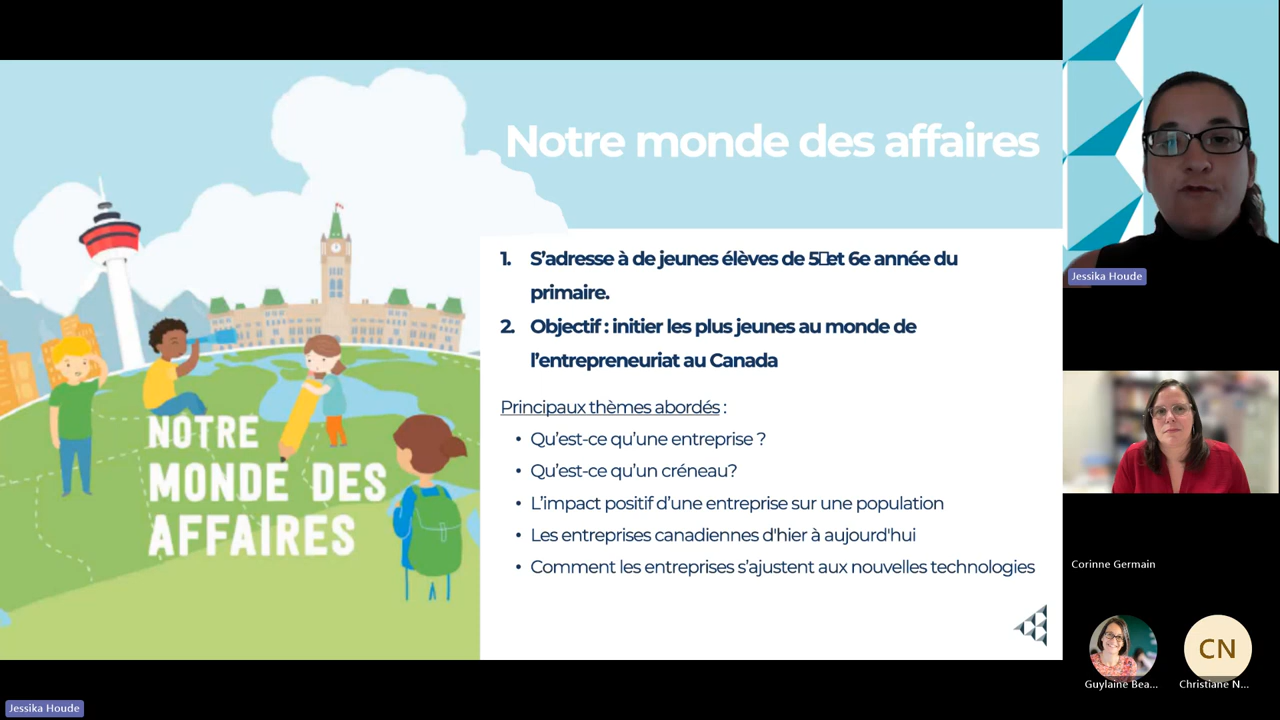 Notre monde des affaires
1. S'adresse à de jeunes élèves de 5□et 6e année du
primaire.
2. Objectif : initier les plus jeunes au monde de
l'entrepreneuriat au Canada
Principaux thèmes abordés :
• Qu'est-ce qu'une entreprise ?
• Qu'est-ce qu'un créneau?
• L'impact positif d'une entreprise sur une population
• Les entreprises canadiennes d'hier à aujourd'hui
• Comment les entreprises s'ajustent aux nouvelles technologies
NOTRE
MONDE DES
AFFAIRES
Jessika Houde
Corinne Germain
Guylaine Bea...
CN
Christiane N...
Jessika Houde